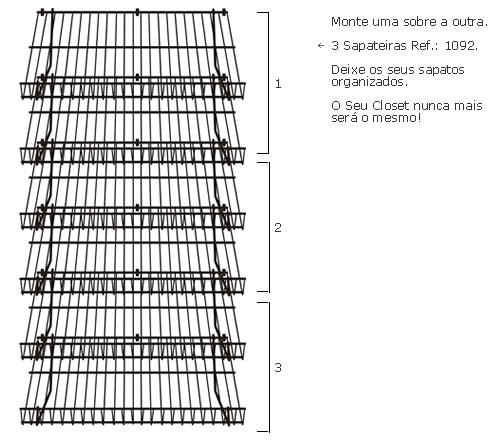 Monte uma sobre a outra.
← 3 Sapateiras Ref.: 1092.
Deixe os seus sapatos
organizados.
O Seu Closet nunca mais
será o mesmo!
1
2
3